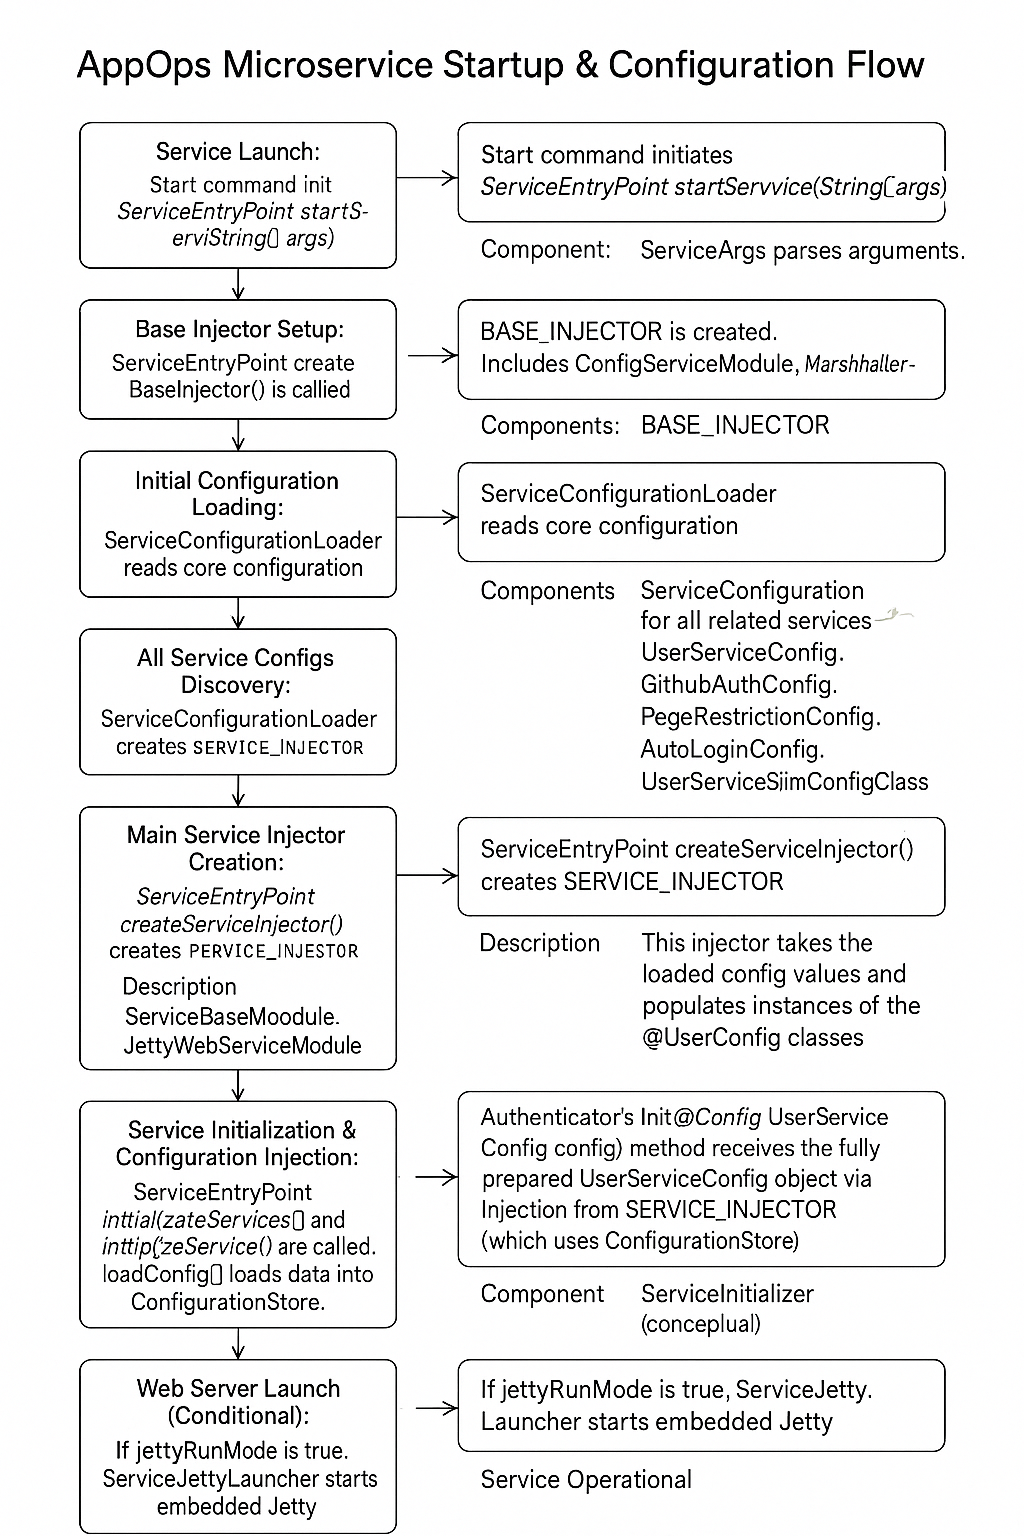 AppOps Microservice Startup & Configuration Flow
Service Launch:
Start command init
ServiceEntryPoint startS-
erviString[] args)
Start command initiates
ServiceEntryPoint startServvice(String[args)
Component: ServiceArgs parses arguments.
Base Injector Setup:
ServiceEntryPoint create
BaseInjector() is callied
BASE_INJECTOR is created.
Includes ConfigServiceModule, Marshhaller-
Components: BASE_INJECTOR
Initial Configuration
Loading:
ServiceConfigurationLoader
reads core configuration
ServiceConfigurationLoader
reads core configuration
Components ServiceConfiguration
for all related services
UserServiceConfig.
GithubAuthConfig.
PegeRestrictionConfig.
AutoLoginConfig.
UserServiceSjimConfigClass
All Service Configs
Discovery:
ServiceConfigurationLoader
creates SERVICE_INJECTOR
Main Service Injector
Creation:
ServiceEntryPoint
createServiceInjector()
creates PERVICE_INJESTOR
Description
ServiceBaseMoodule.
JettyWebServiceModule
ServiceEntryPoint createServiceInjector()
creates SERVICE_INJECTOR
Description This injector takes the
loaded config values and
populates instances of the
@UserConfig classes
Service Initialization &
Configuration Injection:
ServiceEntryPoint
inttial(zateServices[] and
inttip('zeService() are called.
loadConfig[] loads data into
ConfigurationStore.
Authenticator's Init@Config UserService
Config config) method receives the fully
prepared UserServiceConfig object via
Injection from SERVICE_INJECTOR
(which uses ConfigurationStore)
Component ServiceInitializer
(conceplual)
Web Server Launch
(Conditional):
If jettyRunMode is true.
ServiceJettyLauncher starts
embedded Jetty
If jettyRunMode is true, ServiceJetty.
Launcher starts embedded Jetty
Service Operational